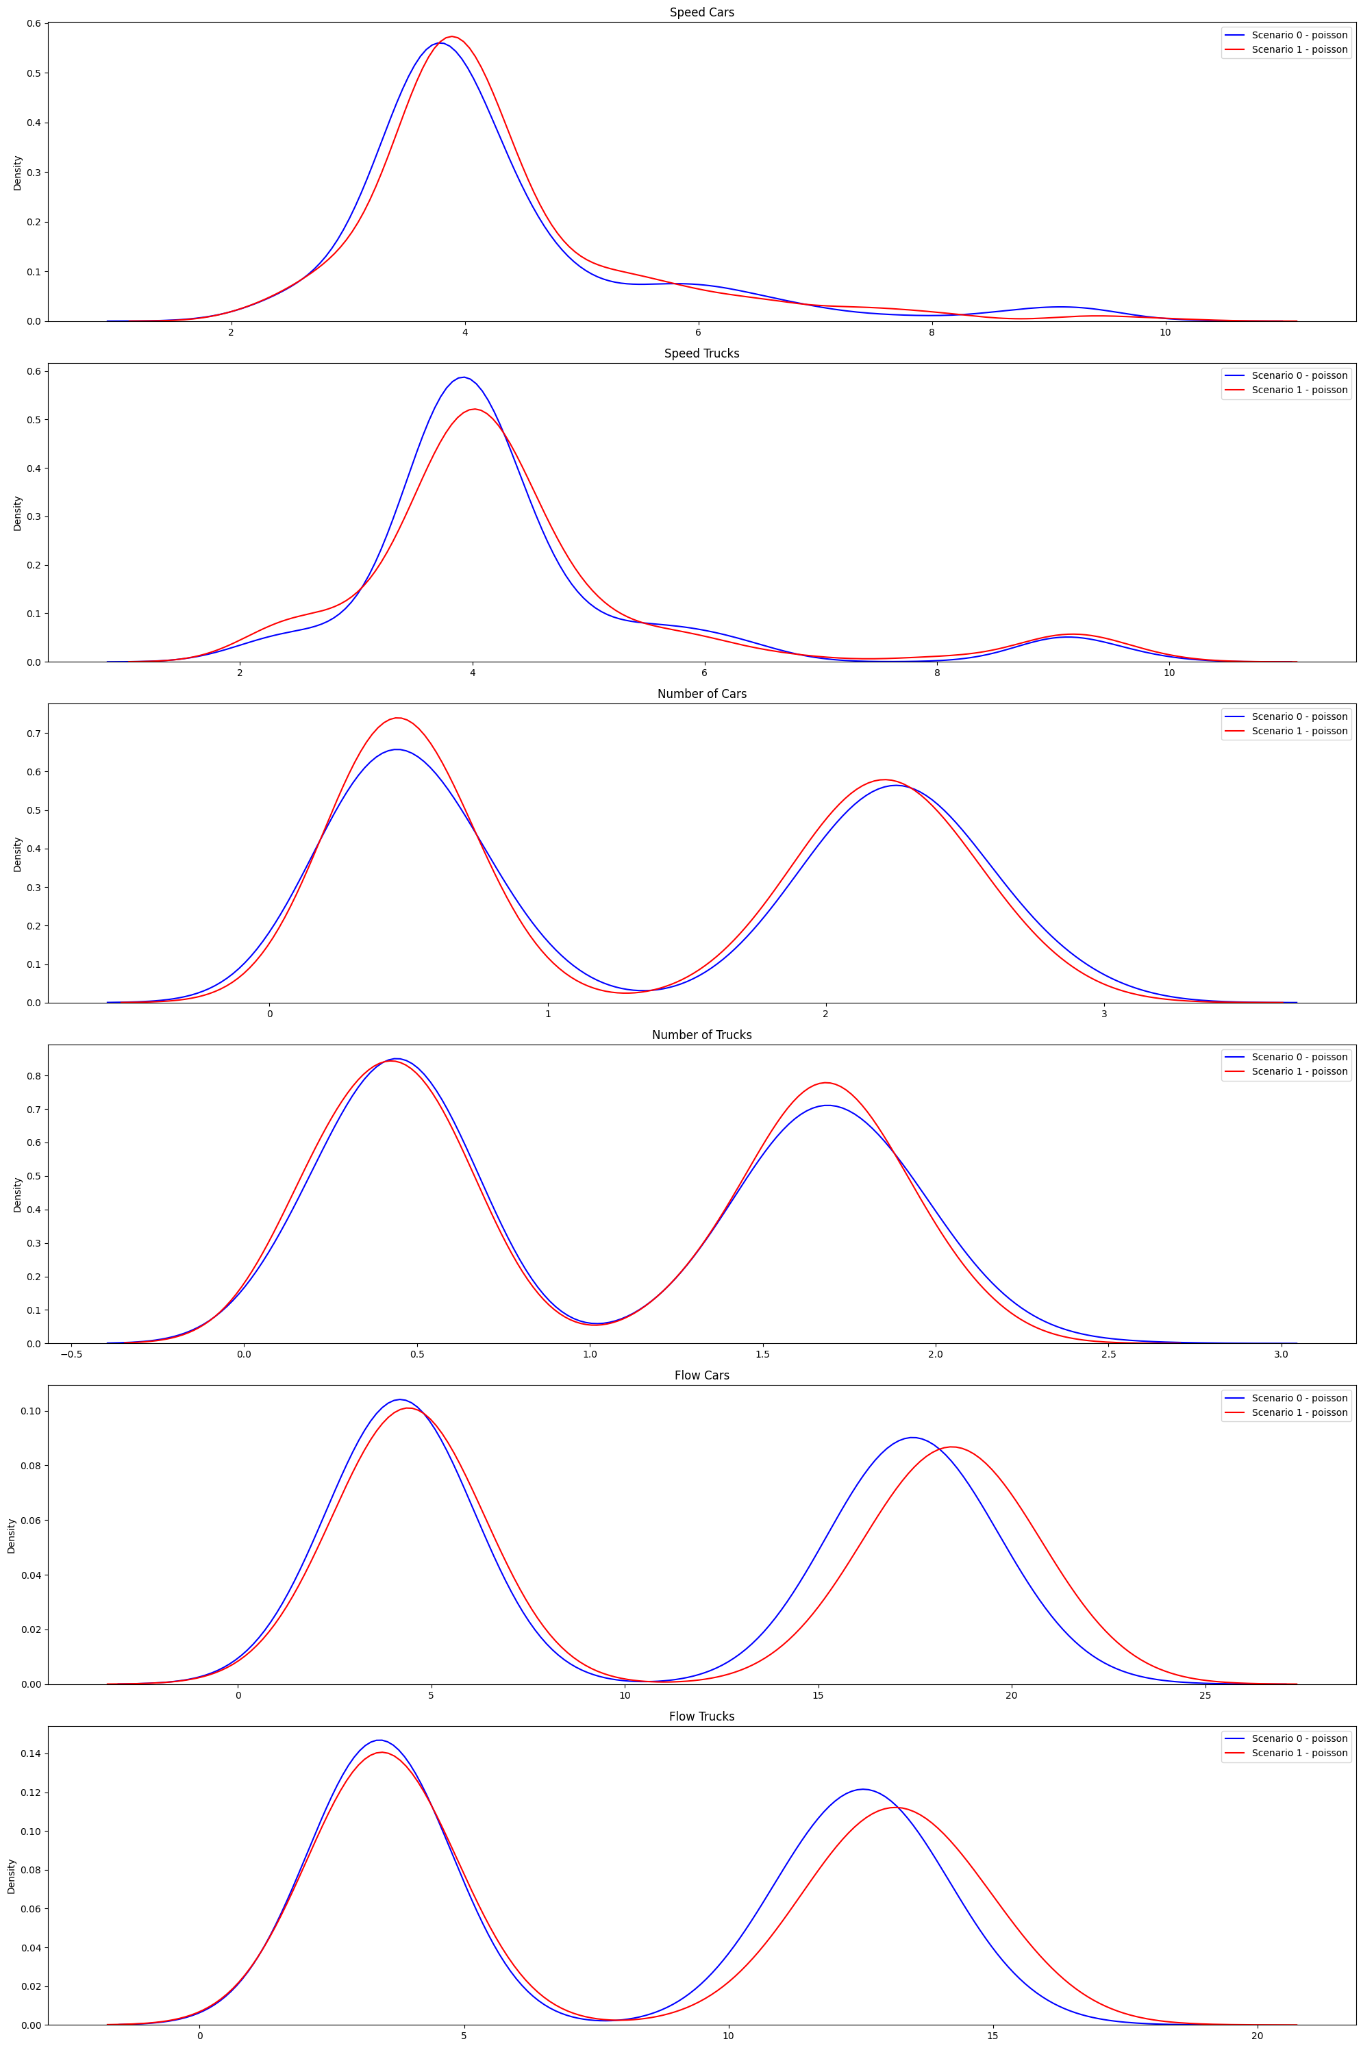 Speed Cars
Scenario 0 - poisson
Scenario 1 - poisson
Density
0.6
0.5
0.4
0.3
0.2
0.1
0.0
2 4 6 8 10
Speed Trucks
Scenario 0 - poisson
Scenario 1 - poisson
Density
0.6
0.5
0.4
0.3
0.2
0.1
0.0
2 4 6 8 10
Number of Cars
Scenario 0 - poisson
Scenario 1 - poisson
Density
0.7
0.6
0.5
0.4
0.3
0.2
0.1
0.0
0 1 2 3
Number of Trucks
Scenario 0 - poisson
Scenario 1 - poisson
Density
0.8
0.7
0.6
0.5
0.4
0.3
0.2
0.1
0.0
−0.5 0.0 0.5 1.0 1.5 2.0 2.5 3.0
Flow Cars
Scenario 0 - poisson
Scenario 1 - poisson
Density
0.10
0.08
0.06
0.04
0.02
0.00
0 5 10 15 20 25
Flow Trucks
Scenario 0 - poisson
Scenario 1 - poisson
Density
0.14
0.12
0.10
0.08
0.06
0.04
0.02
0.00
0 5 10 15 20